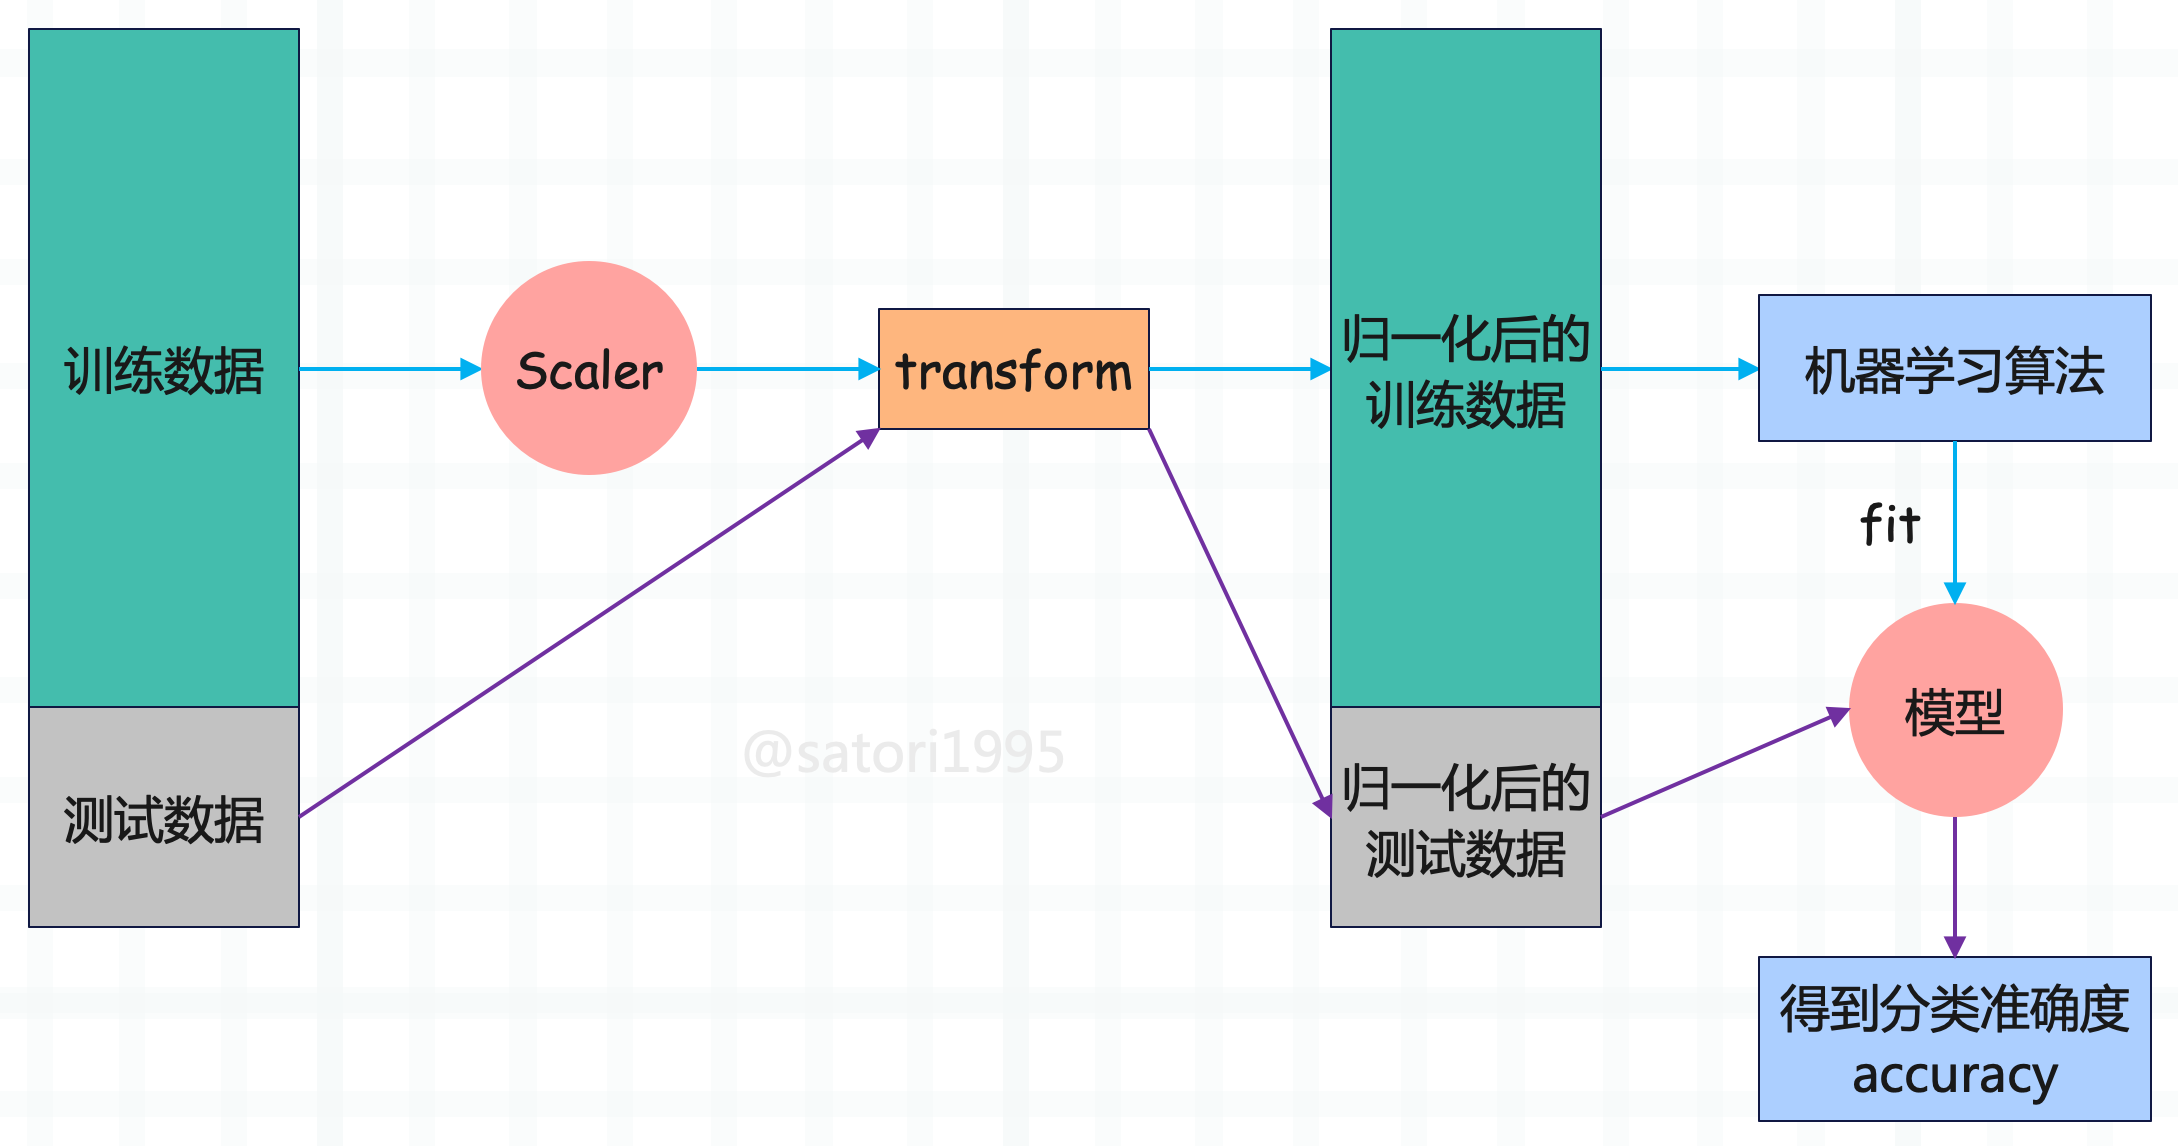 训练数据
Scaler
transform
归一化后的
训练数据
机器学习算法
fit
模型
测试数据
@satori1995
归一化后的
测试数据
得到分类准确度
accuracy